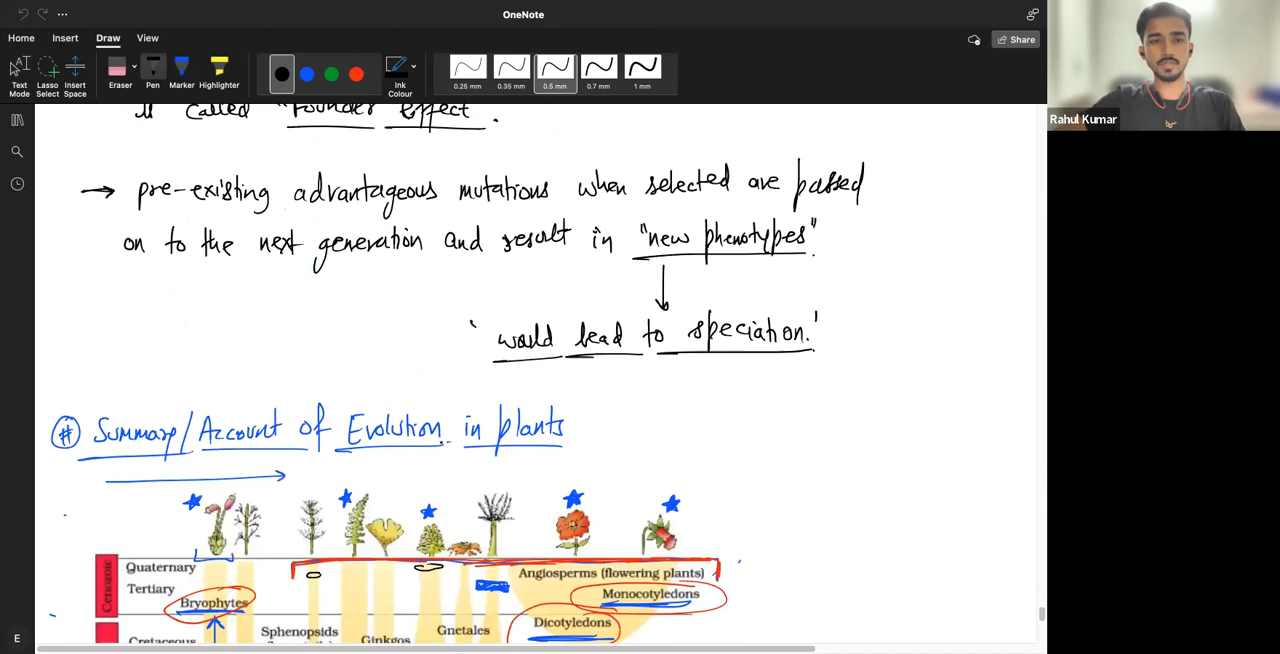 OneNote
Home Insert Draw View
Share
Text Mode
Lasso Select
Insert Space
Eraser
Pen
Marker
Highlighter
Ink Colour
0.25 mm
0.35 mm
0.5 mm
0.7 mm
1 mm
Rahul Kumar
E
is called "Founder Effect.
→ pre-existing advantageous mutations when selected are passed
on to the next generation and result in "new phenotypes".
'would lead to speciation.'
# Summary/Account of Evolution in plants
Cenozoic
Quaternary
Tertiary
Angiosperms (flowering plants)
Bryophytes
Monocotyledons
Dicotyledons
Cretaceous
Sphenopsids
Ginkgos
Gnetales